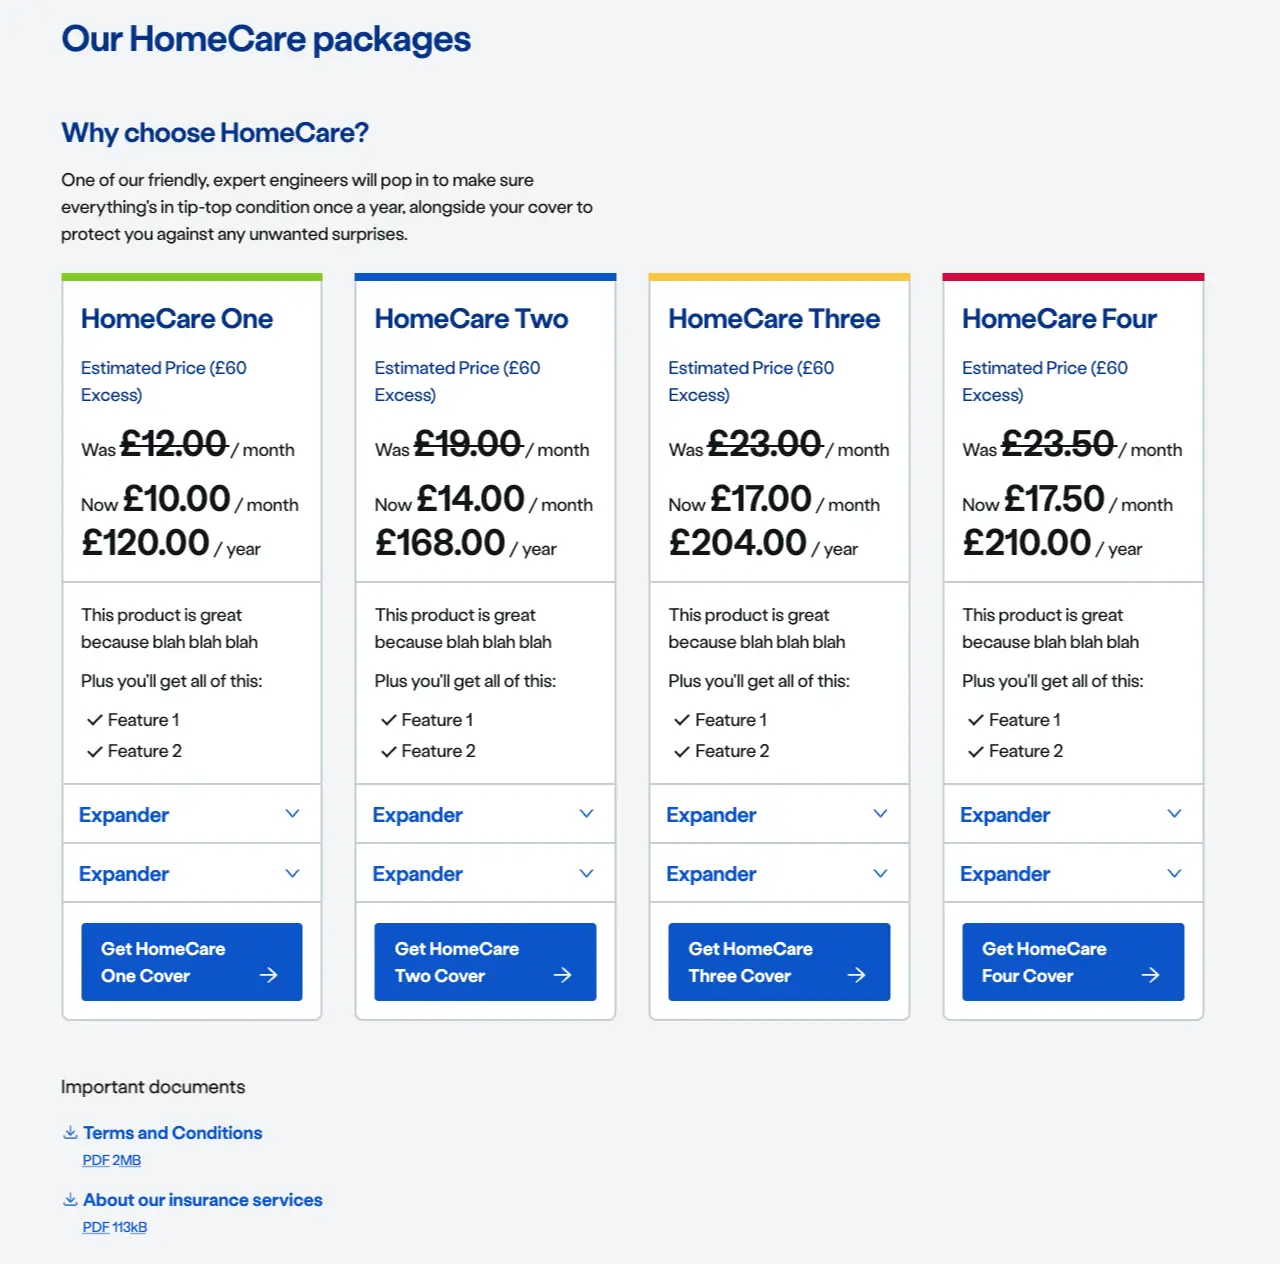 Our HomeCare packages
Why choose HomeCare?
One of our friendly, expert engineers will pop in to make sure
everything's in tip-top condition once a year, alongside your cover to
protect you against any unwanted surprises.
HomeCare One
Estimated Price (£60
Excess)
Was £12.00 / month
Now £10.00 / month
£120.00 / year
This product is great
because blah blah blah
Plus you'll get all of this:
Feature 1
Feature 2
Expander
Expander
Get HomeCare
One Cover
HomeCare Two
Estimated Price (£60
Excess)
Was £19.00 / month
Now £14.00 / month
£168.00 / year
This product is great
because blah blah blah
Plus you'll get all of this:
Feature 1
Feature 2
Expander
Expander
Get HomeCare
Two Cover
HomeCare Three
Estimated Price (£60
Excess)
Was £23.00 / month
Now £17.00 / month
£204.00 / year
This product is great
because blah blah blah
Plus you'll get all of this:
Feature 1
Feature 2
Expander
Expander
Get HomeCare
Three Cover
HomeCare Four
Estimated Price (£60
Excess)
Was £23.50 / month
Now £17.50 / month
£210.00 / year
This product is great
because blah blah blah
Plus you'll get all of this:
Feature 1
Feature 2
Expander
Expander
Get HomeCare
Four Cover
Important documents
Terms and Conditions
PDF 2MB
About our insurance services
PDF 113kB